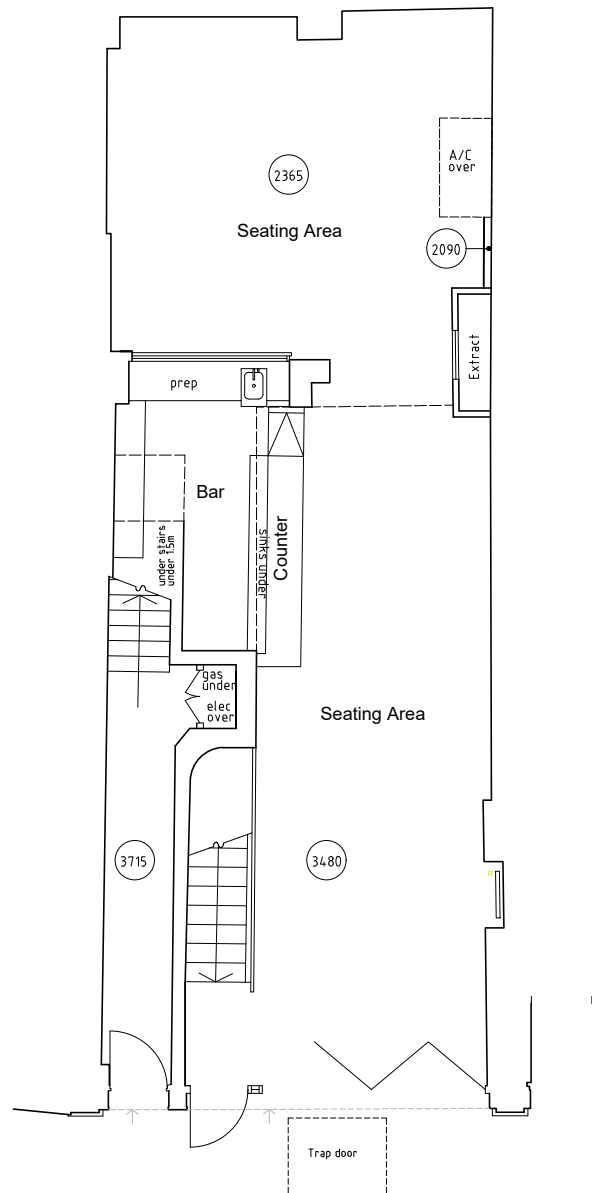 A/C
over
2365
Seating Area
2090
Extract
prep
Bar
under stairs
under 1.5m
sinks under
Counter
gas
under
elec
over
Seating Area
3715
3480
R
Trap door